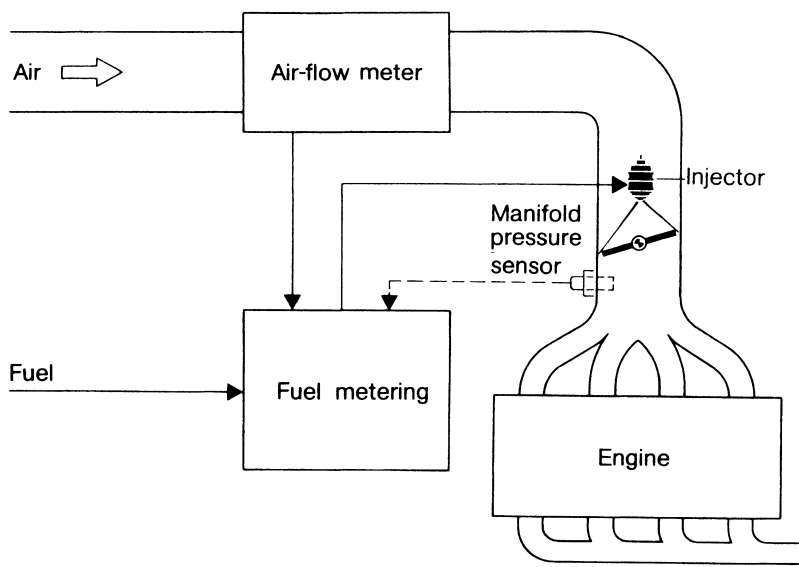 Air
Air-flow meter
Injector
Manifold
pressure
sensor
Fuel
Fuel metering
Engine